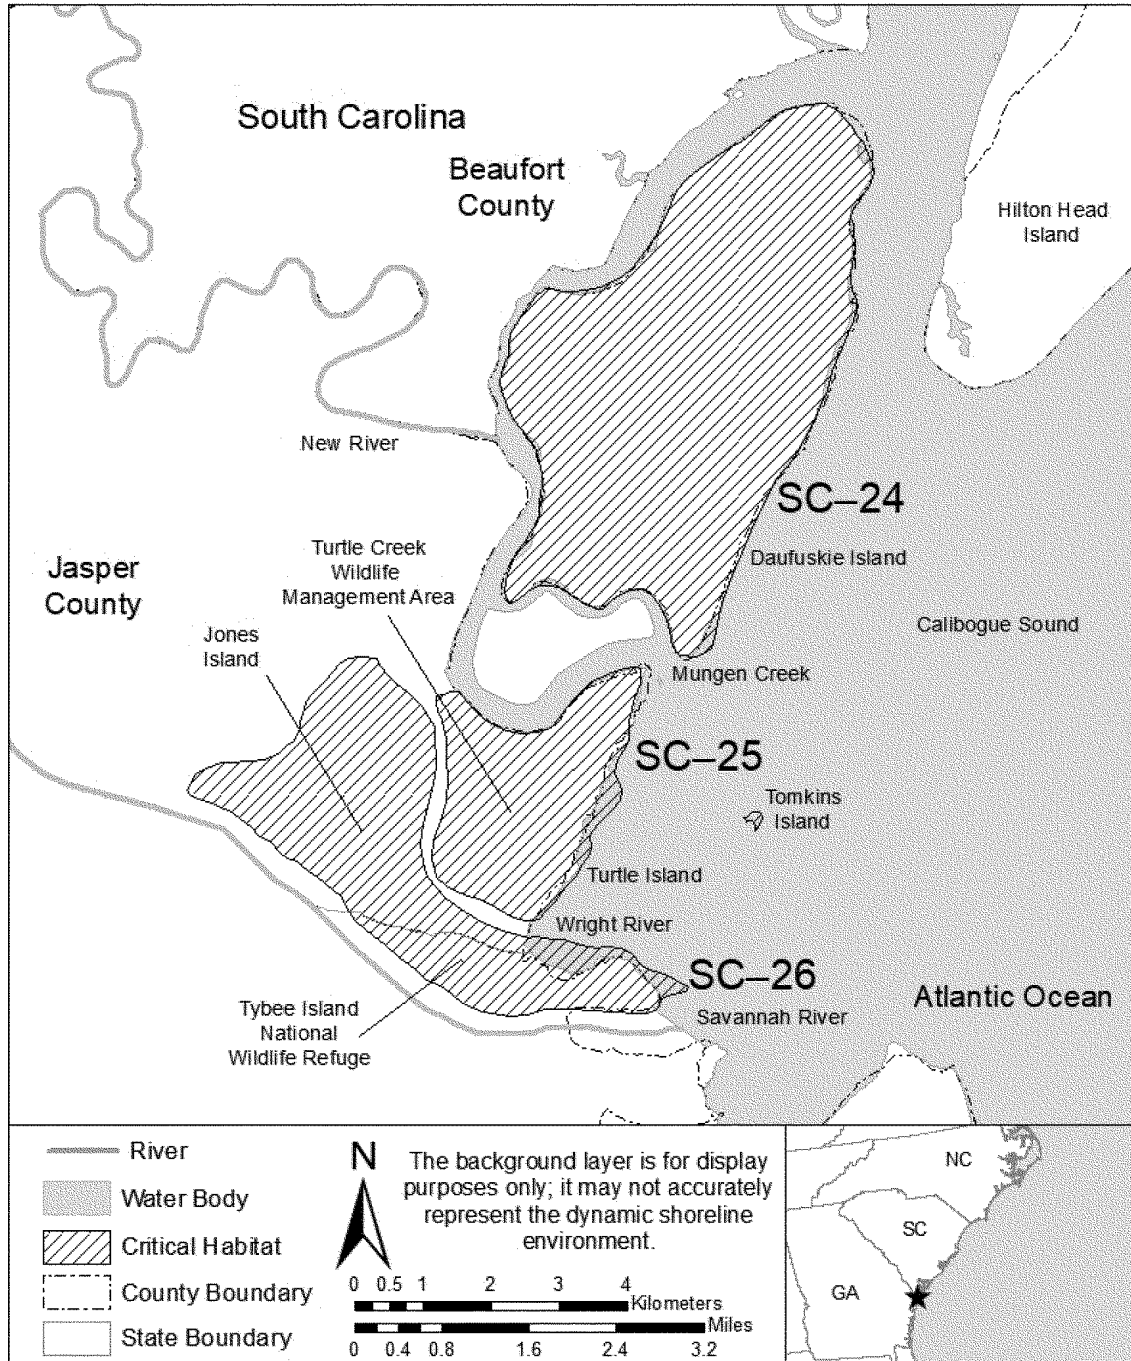 South Carolina
Beaufort
County
Hilton Head
Island
New River
SC–24
Turtle Creek
Wildlife
Management Area
Daufuskie Island
Jasper
County
Jones
Island
Calibogue Sound
Mungen Creek
SC–25
Tomkins
Island
Turtle Island
Wright River
SC–26
Atlantic Ocean
Savannah River
Tybee Island
National
Wildlife Refuge
River
Water Body
Critical Habitat
County Boundary
State Boundary
N
The background layer is for display
purposes only; it may not accurately
represent the dynamic shoreline
environment.
0 0.5 1 2 3 4
Kilometers
Miles
0 0.4 0.8 1.6 2.4 3.2
NC
SC
GA